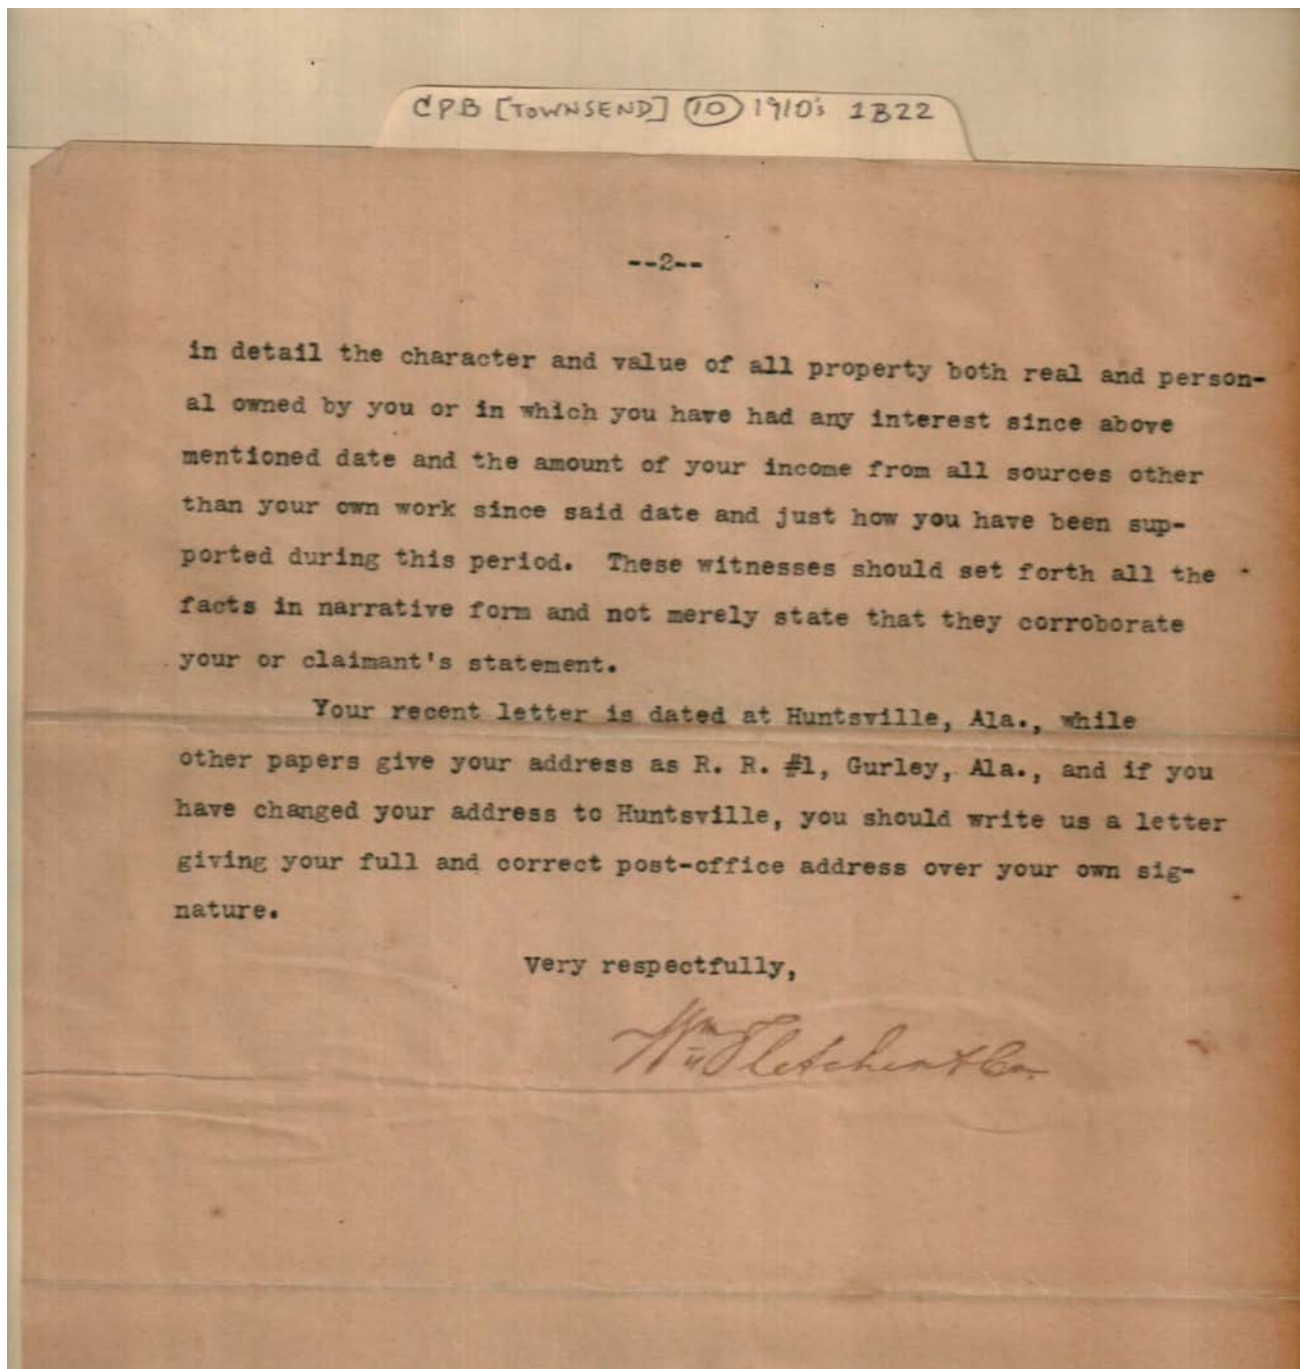 CPB [TOWNSEND] (10) 1910's 1B22
--2--
in detail the character and value of all property both real and person-
al owned by you or in which you have had any interest since above
mentioned date and the amount of your income from all sources other
than your own work since said date and just how you have been sup-
ported during this period. These witnesses should set forth all the
facts in narrative form and not merely state that they corroborate
your or claimant's statement.
Your recent letter is dated at Huntsville, Ala., while
other papers give your address as R. R. #1, Gurley, Ala., and if you
have changed your address to Huntsville, you should write us a letter
giving your full and correct post-office address over your own sig-
nature.
Very respectfully,
Wm Fletcher & Co.